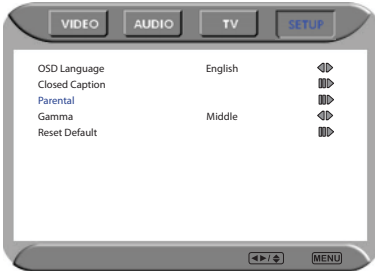 VIDEO AUDIO TV SETUP
OSD Language English
Closed Caption
Parental
Gamma Middle
Reset Default
MENU